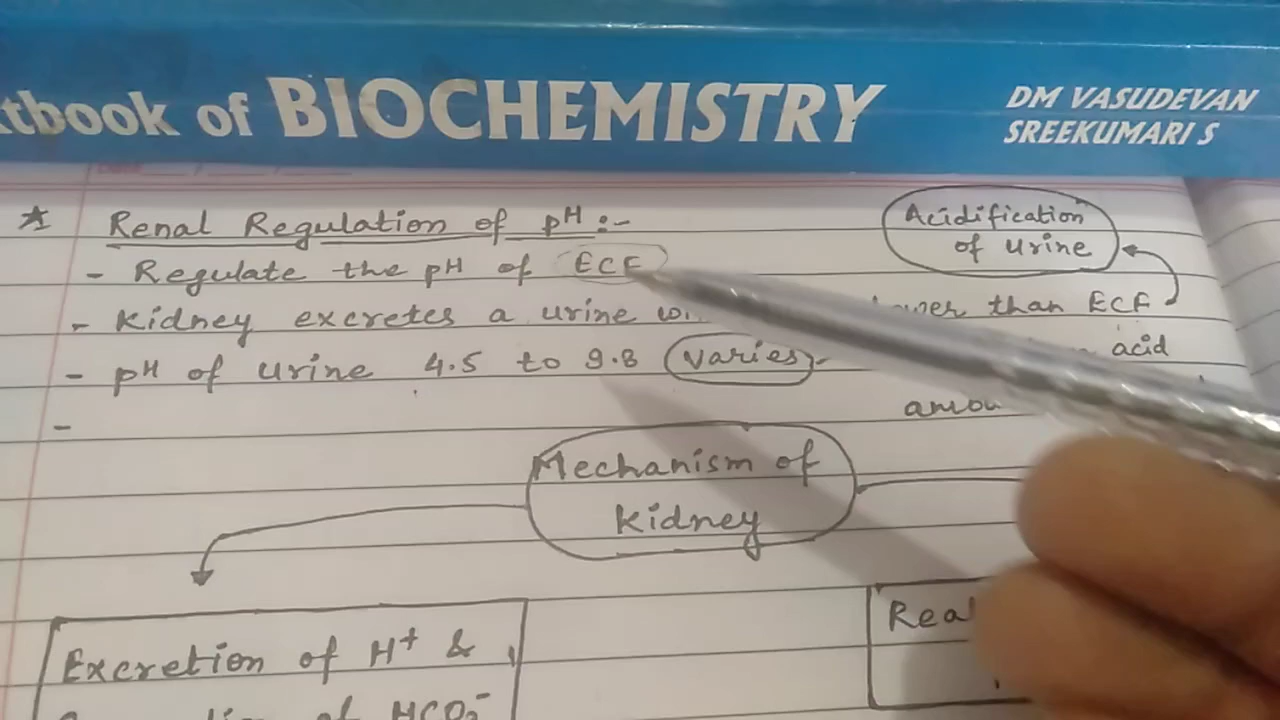 tbook of BIOCHEMISTRY
DM VASUDEVAN
SREEKUMARI S
Renal Regulation of pH :-
Acidification
of urine
- Regulate the pH of ECF
- Kidney excretes a urine than ECF
- pH of urine 4.5 to 9.8 varies
acid
-
Mechanism of
kidney
Excretion of H+ &
of HCO3-